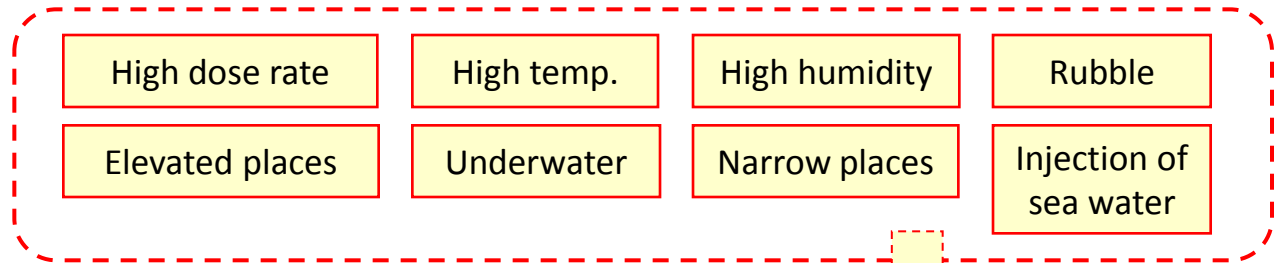 High dose rate
High temp.
High humidity
Rubble
Elevated places
Underwater
Narrow places
Injection of
sea water